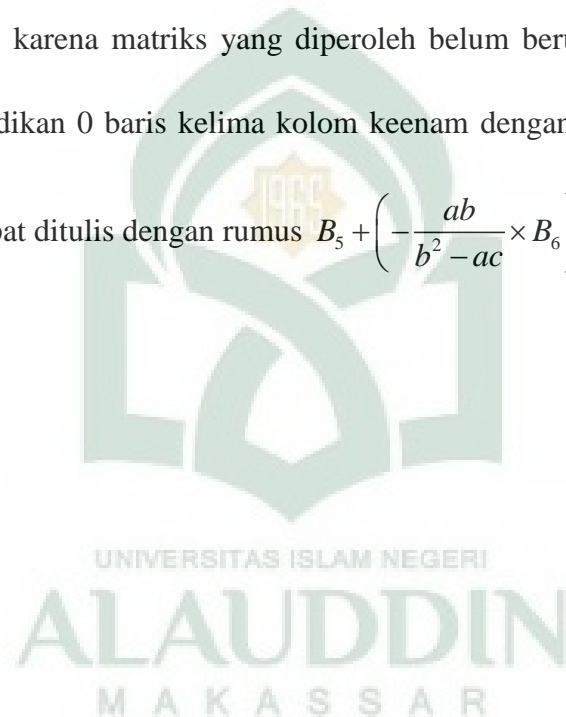 karena matriks yang diperoleh belum
dikan 0 baris kelima kolom keenam dengan
at ditulis dengan rumus B₅ + ( − ab / (b² − ac) × B₆
1965
UNIVERSITAS ISLAM NEGERI
ALAUDDIN
MAKASSAR